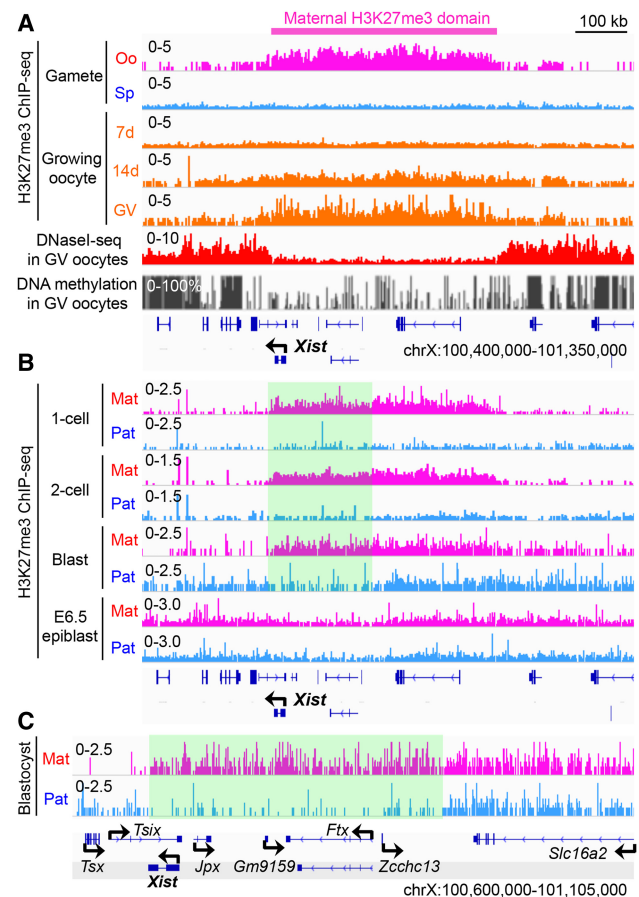 A
Maternal H3K27me3 domain
100 kb
H3K27me3 ChIP-seq
Gamete
Oo
0-5
Sp
0-5
Growing
oocyte
7d
0-5
14d
0-5
GV
0-5
DNaseI-seq
in GV oocytes
0-10
DNA methylation
in GV oocytes
0-100%
Xist
chrX:100,400,000-101,350,000
B
H3K27me3 ChIP-seq
1-cell
Mat
0-2.5
Pat
0-2.5
2-cell
Mat
0-1.5
Pat
0-1.5
Blast
Mat
0-2.5
Pat
0-2.5
E6.5
epiblast
Mat
0-3.0
Pat
0-3.0
Xist
C
Blastocyst
Mat
0-2.5
Pat
0-2.5
Tsix
Ftx
Tsx
Jpx
Gm9159
Zcchc13
Slc16a2
Xist
chrX:100,600,000-101,105,000